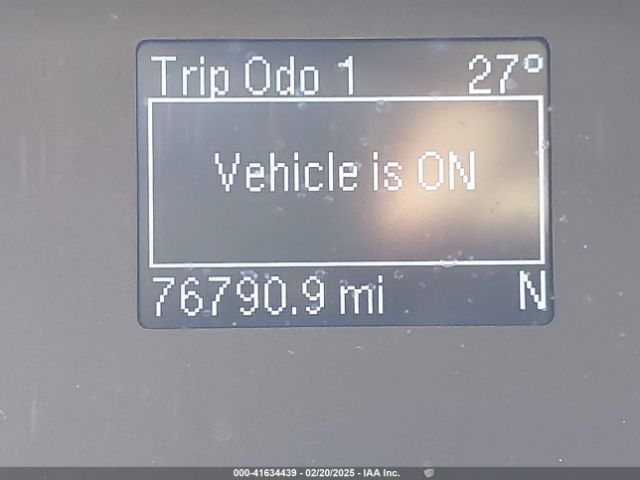 Trip Odo 1 27°
Vehicle is ON
76790.9 mi N
000-41634439 - 02/20/2025 - IAA Inc.